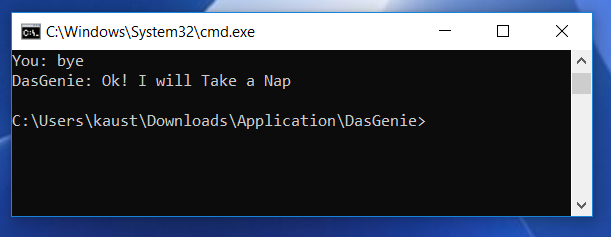 C:\Windows\System32\cmd.exe
You: bye
DasGenie: Ok! I will Take a Nap
C:\Users\kaust\Downloads\Application\DasGenie>